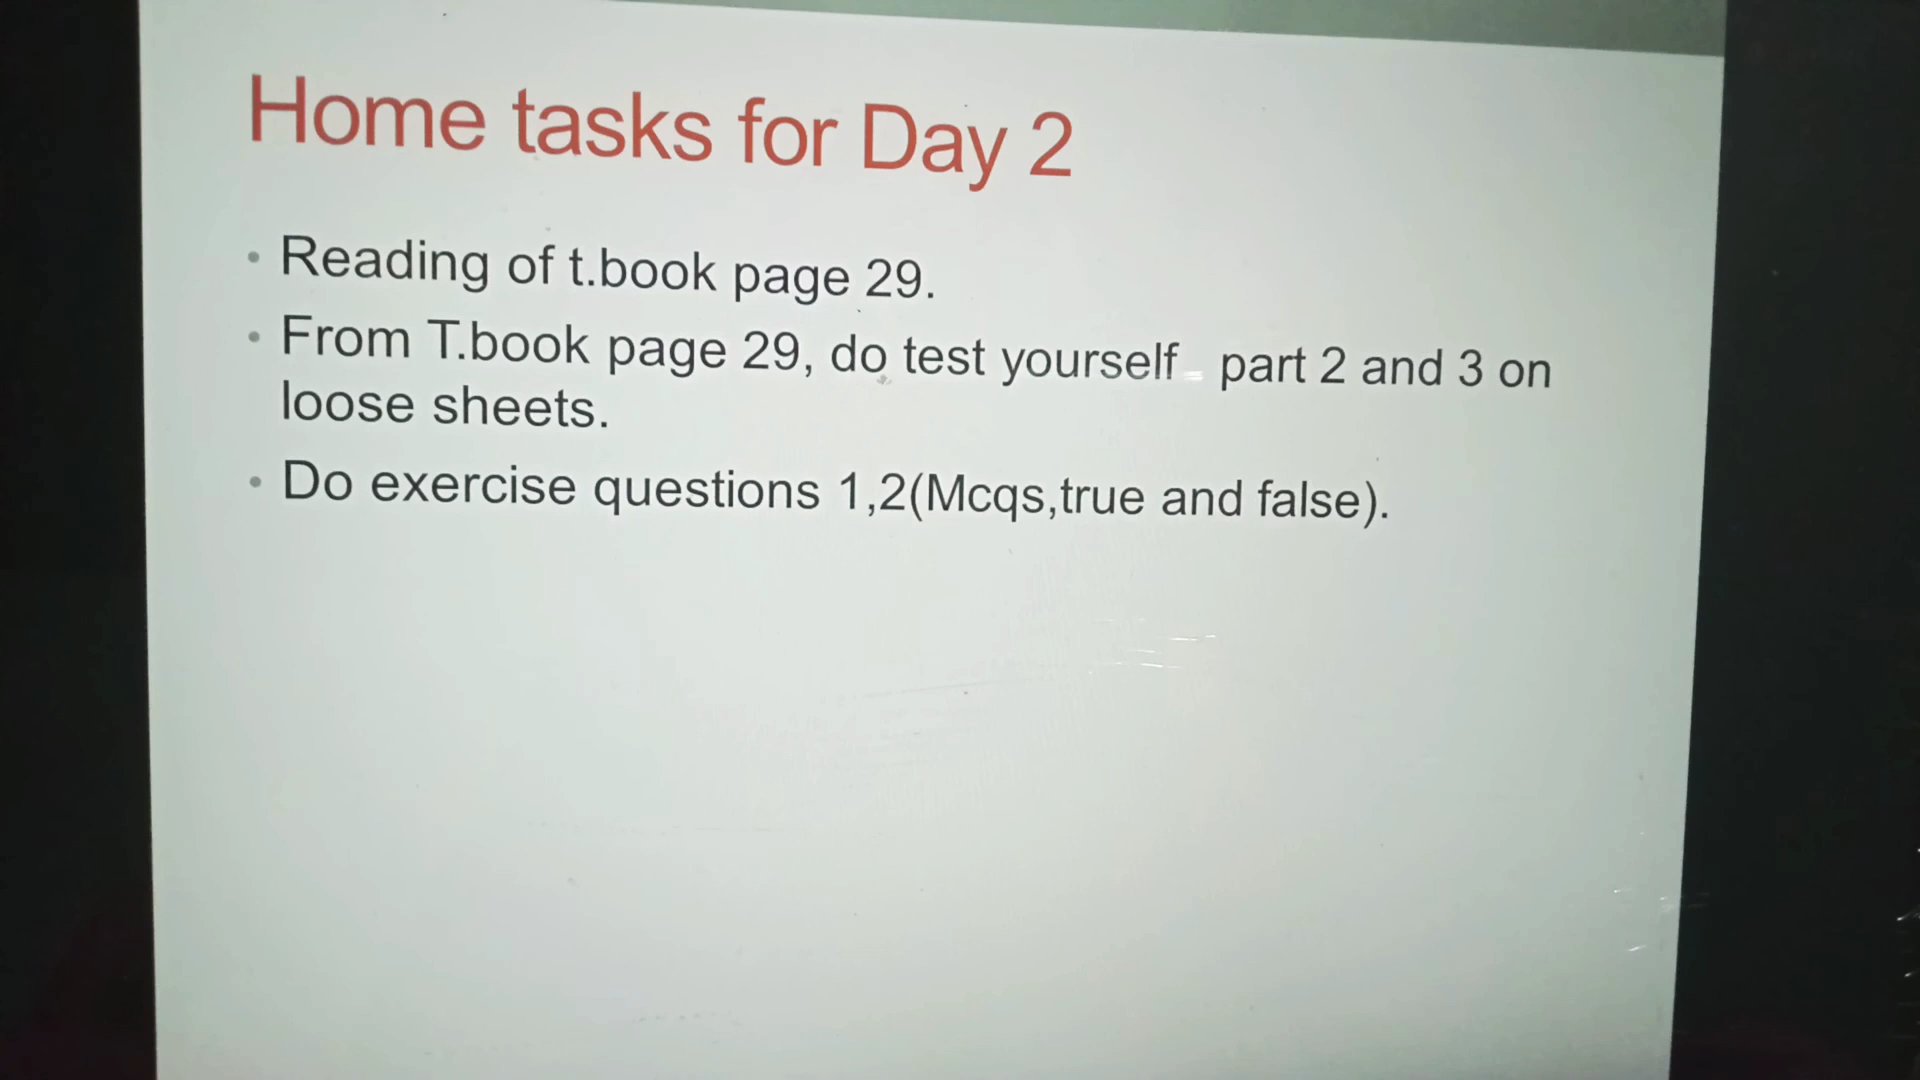 Home tasks for Day 2
• Reading of t.book page 29.
• From T.book page 29, do test yourself part 2 and 3 on
loose sheets.
• Do exercise questions 1,2(Mcqs,true and false).